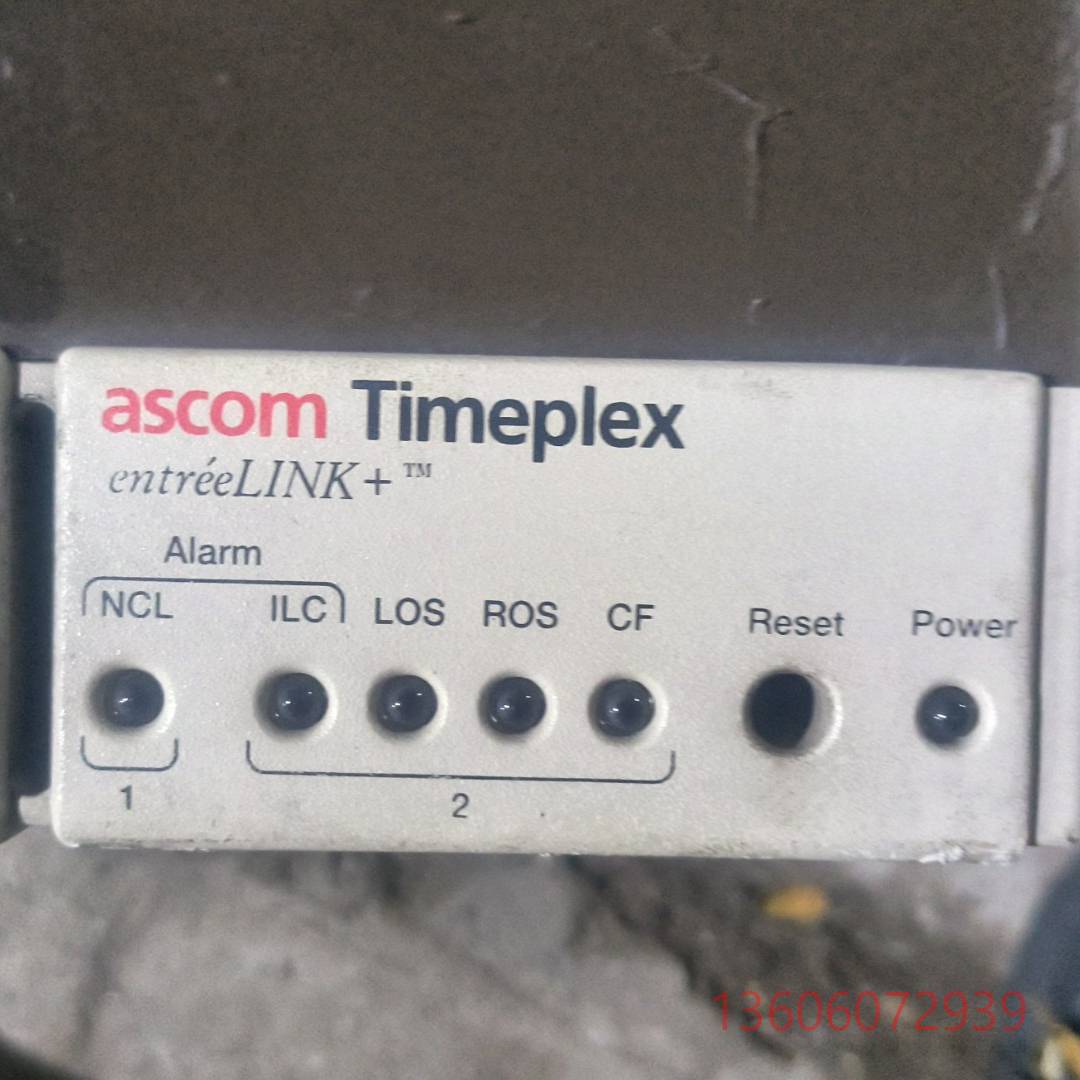 ascom Timeplex
entréeLINK+™
Alarm
NCL ILC LOS ROS CF Reset Power
1 2
13606072939